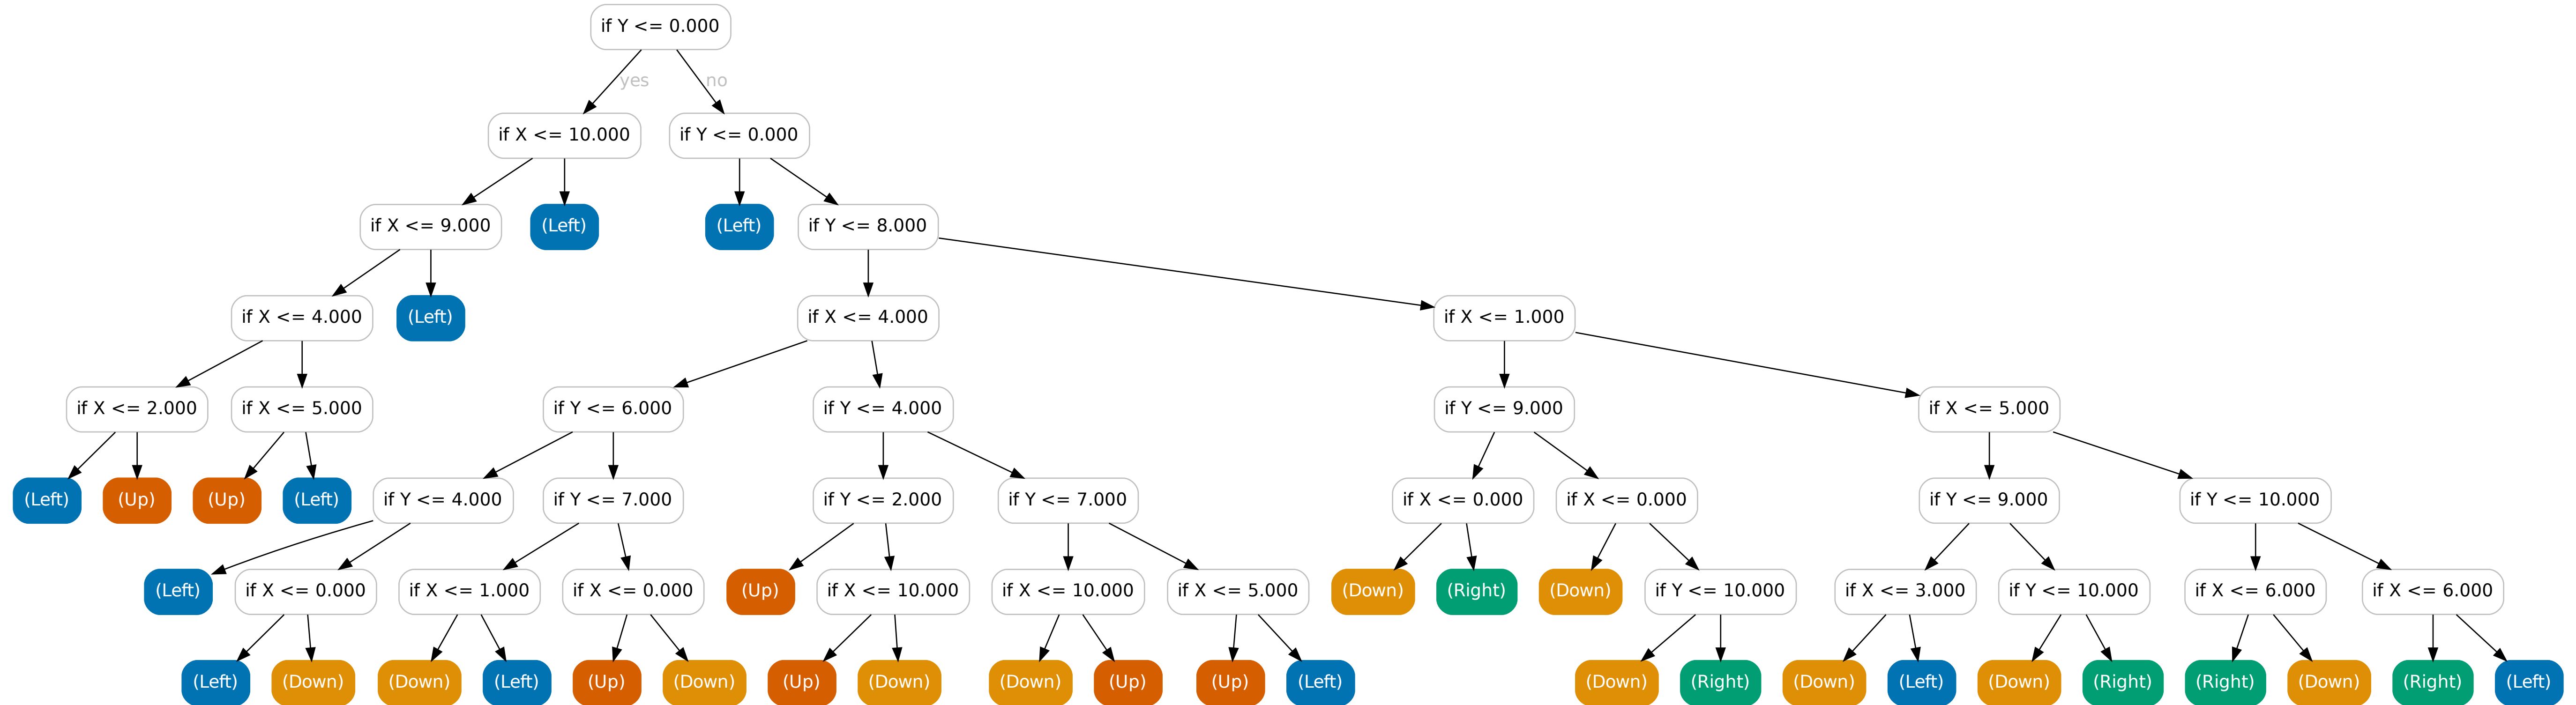 if Y <= 0.000
yes
no
if X <= 10.000
if Y <= 0.000
if X <= 9.000
(Left)
(Left)
if Y <= 8.000
if X <= 4.000
(Left)
if X <= 4.000
if X <= 1.000
if X <= 2.000
if X <= 5.000
if Y <= 6.000
if Y <= 4.000
if Y <= 9.000
if X <= 5.000
(Left)
(Up)
(Up)
(Left)
if Y <= 4.000
if Y <= 7.000
if Y <= 2.000
if Y <= 7.000
if X <= 0.000
if X <= 0.000
if Y <= 9.000
if Y <= 10.000
(Left)
if X <= 0.000
if X <= 1.000
if X <= 0.000
(Up)
if X <= 10.000
if X <= 10.000
if X <= 5.000
(Down)
(Right)
(Down)
if Y <= 10.000
if X <= 3.000
if Y <= 10.000
if X <= 6.000
if X <= 6.000
(Left)
(Down)
(Down)
(Left)
(Up)
(Down)
(Up)
(Down)
(Down)
(Up)
(Up)
(Left)
(Down)
(Right)
(Down)
(Left)
(Down)
(Right)
(Right)
(Down)
(Right)
(Left)